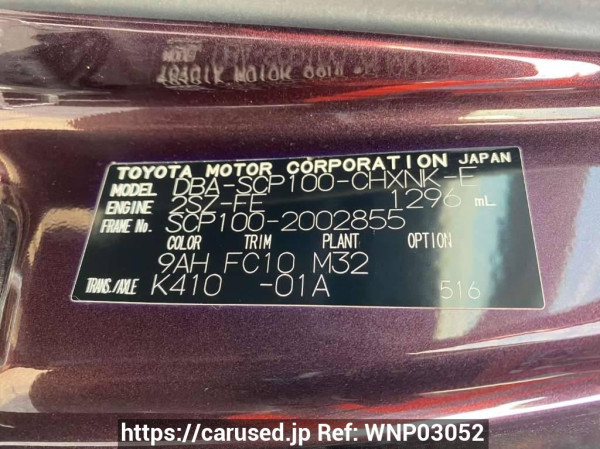 TOYOTA MOTOR CORPORATION JAPAN
MODEL DBA-SCP100-CHXNK-E
ENGINE 2SZ-FE 1296 mL
FRAME No. SCP100-2002855
COLOR TRIM PLANT OPTION
9AH FC10 M32
TRANS./AXLE K410 -01A 516
https://carused.jp Ref: WNP03052